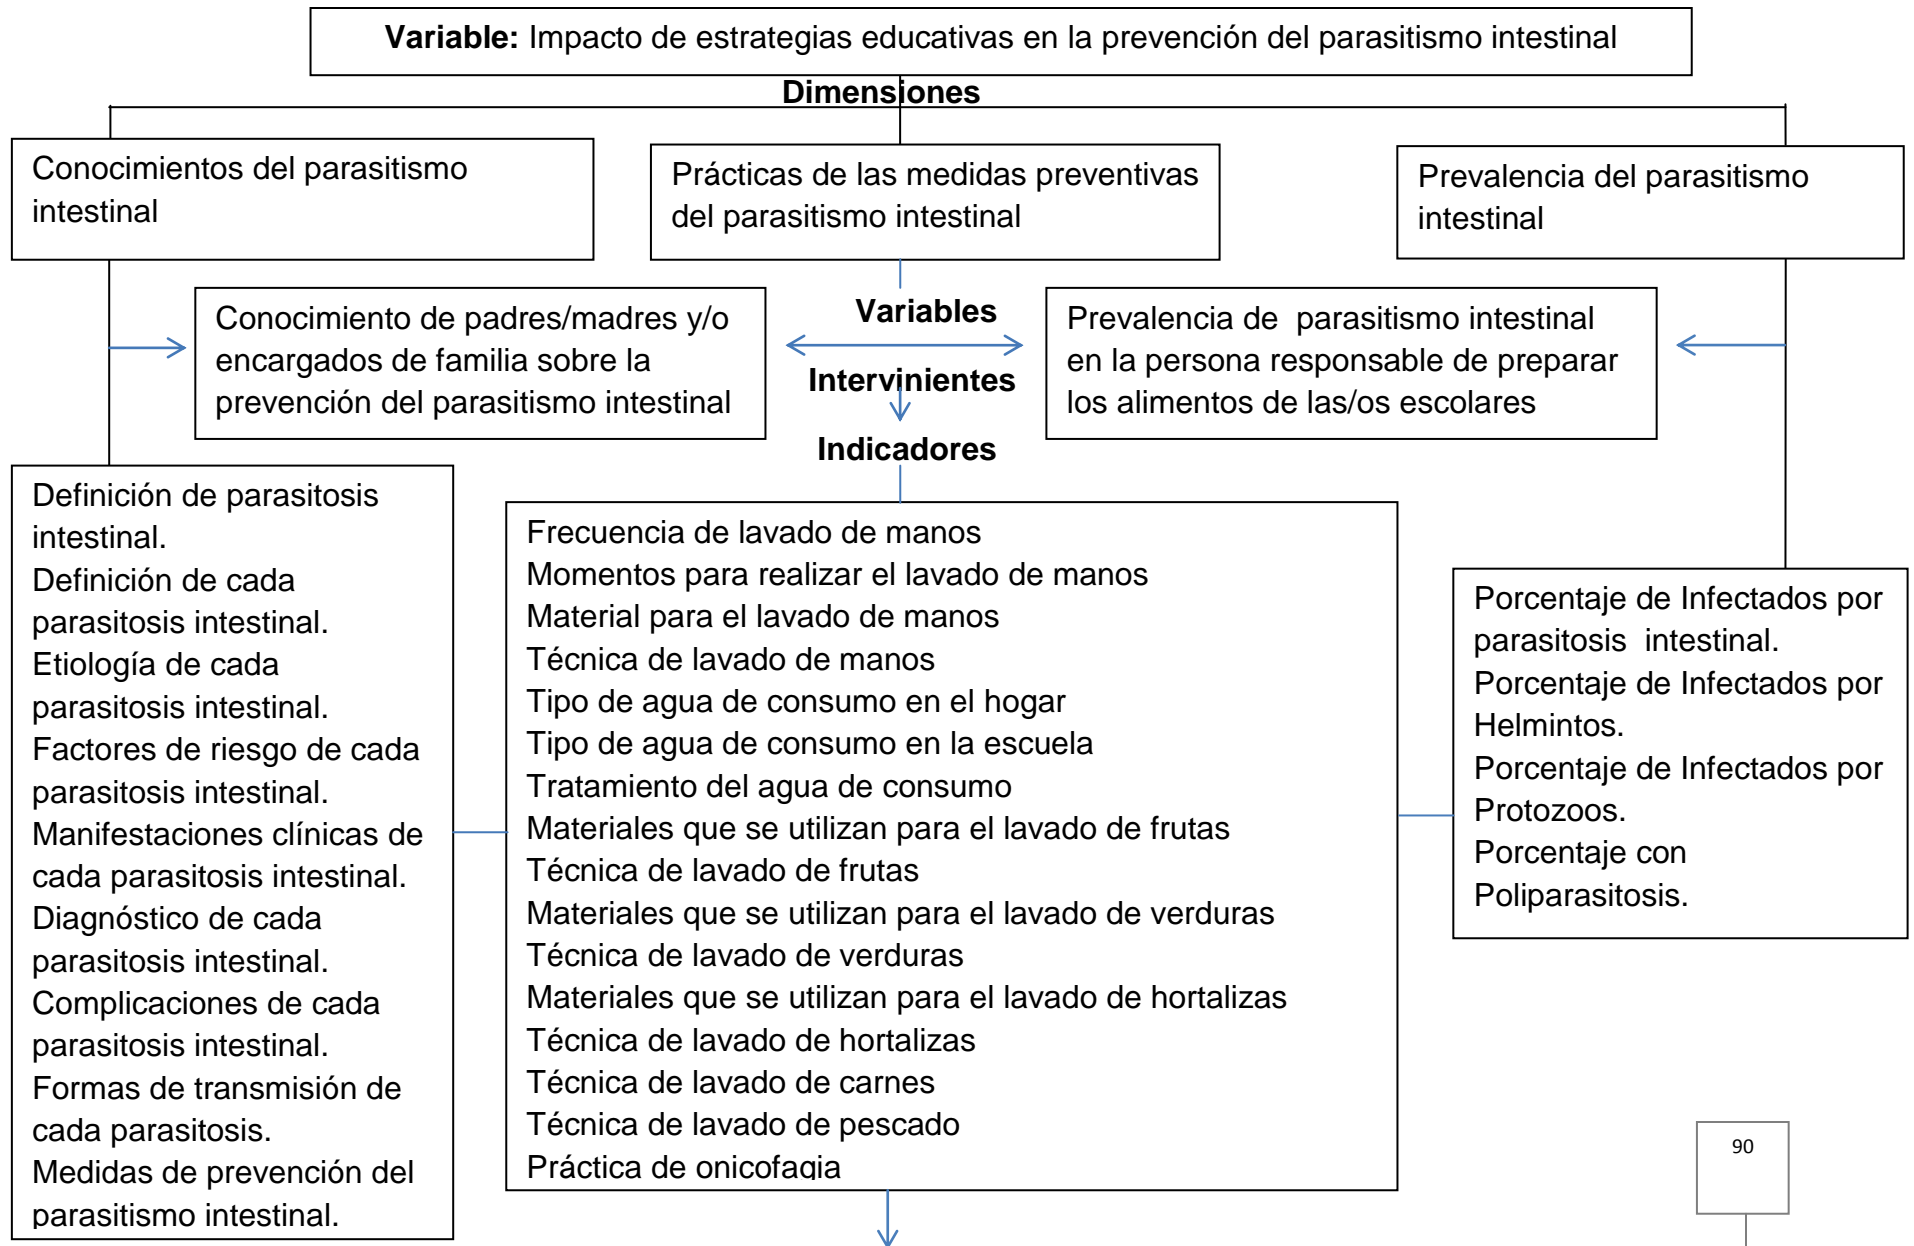 Variable: Impacto de estrategias educativas en la prevención del parasitismo intestinal
Dimensiones
Conocimientos del parasitismo
intestinal
Prácticas de las medidas preventivas
del parasitismo intestinal
Prevalencia del parasitismo
intestinal
Conocimiento de padres/madres y/o
encargados de familia sobre la
prevención del parasitismo intestinal
Variables
Intervinientes
Prevalencia de  parasitismo intestinal
en la persona responsable de preparar
los alimentos de las/os escolares
Indicadores
Definición de parasitosis
intestinal.
Definición de cada
parasitosis intestinal.
Etiología de cada
parasitosis intestinal.
Factores de riesgo de cada
parasitosis intestinal.
Manifestaciones clínicas de
cada parasitosis intestinal.
Diagnóstico de cada
parasitosis intestinal.
Complicaciones de cada
parasitosis intestinal.
Formas de transmisión de
cada parasitosis.
Medidas de prevención del
parasitismo intestinal.
Frecuencia de lavado de manos
Momentos para realizar el lavado de manos
Material para el lavado de manos
Técnica de lavado de manos
Tipo de agua de consumo en el hogar
Tipo de agua de consumo en la escuela
Tratamiento del agua de consumo
Materiales que se utilizan para el lavado de frutas
Técnica de lavado de frutas
Materiales que se utilizan para el lavado de verduras
Técnica de lavado de verduras
Materiales que se utilizan para el lavado de hortalizas
Técnica de lavado de hortalizas
Técnica de lavado de carnes
Técnica de lavado de pescado
Práctica de onicofagia
Porcentaje de Infectados por
parasitosis  intestinal.
Porcentaje de Infectados por
Helmintos.
Porcentaje de Infectados por
Protozoos.
Porcentaje con
Poliparasitosis.
90